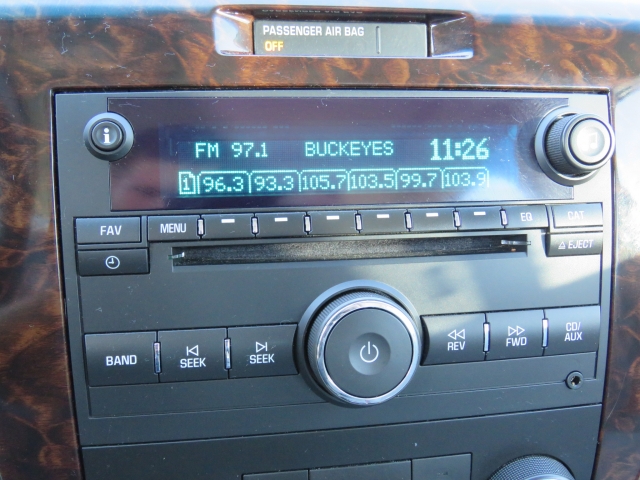 PASSENGER AIR BAG
OFF
i
FM 97.1 BUCKEYES 11:26
1 96.3 93.3 105.7 103.5 99.7 103.9
FAV MENU EQ CAT
EJECT
BAND SEEK SEEK REV FWD CD/
AUX